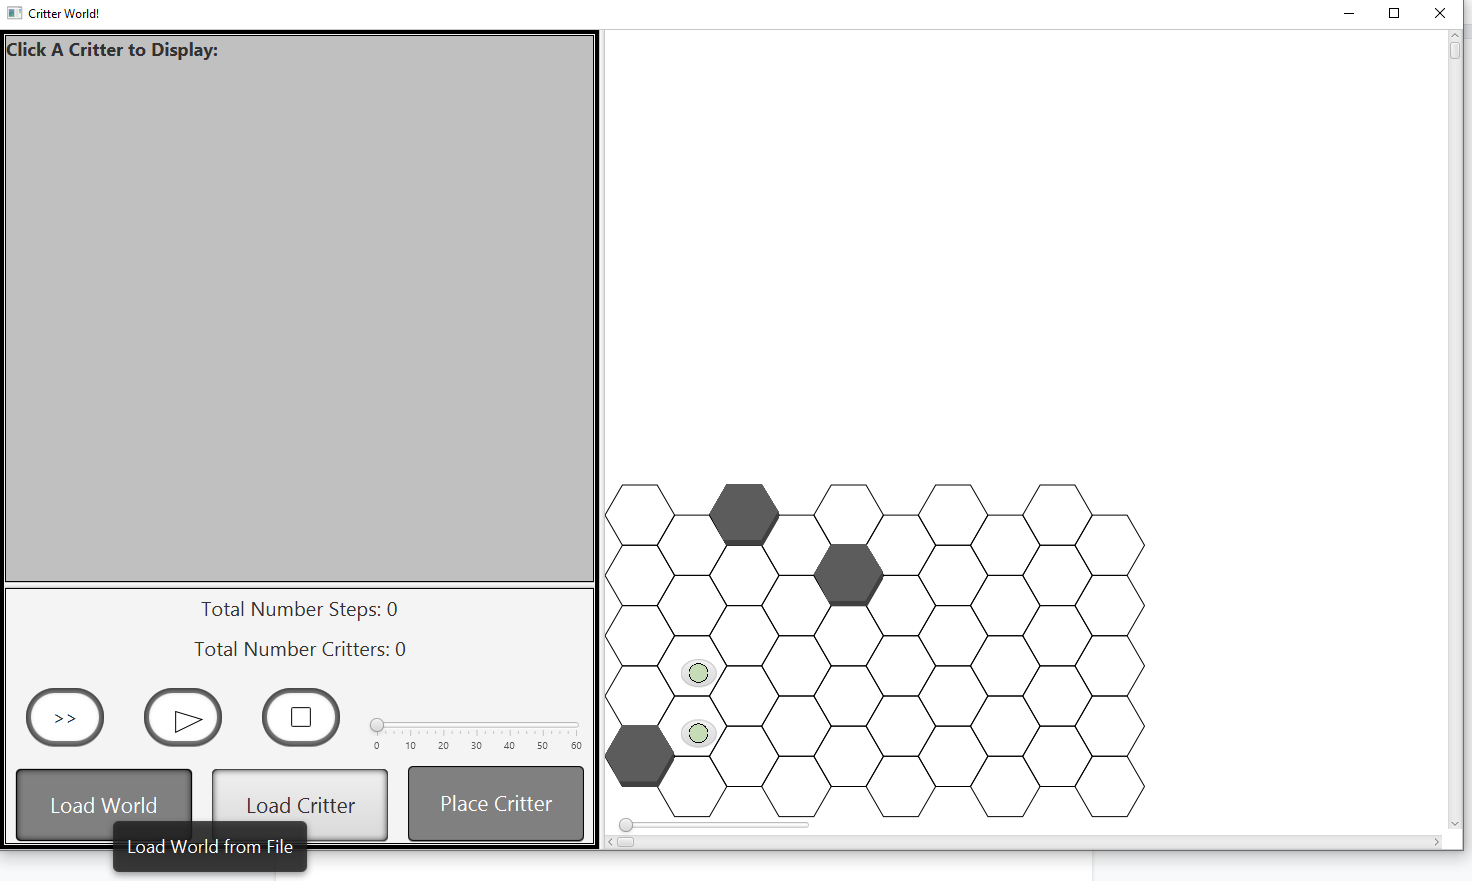 Critter World!
Click A Critter to Display:
Total Number Steps: 0
Total Number Critters: 0
>>
0 10 20 30 40 50 60
Load World
Load Critter
Place Critter
Load World from File